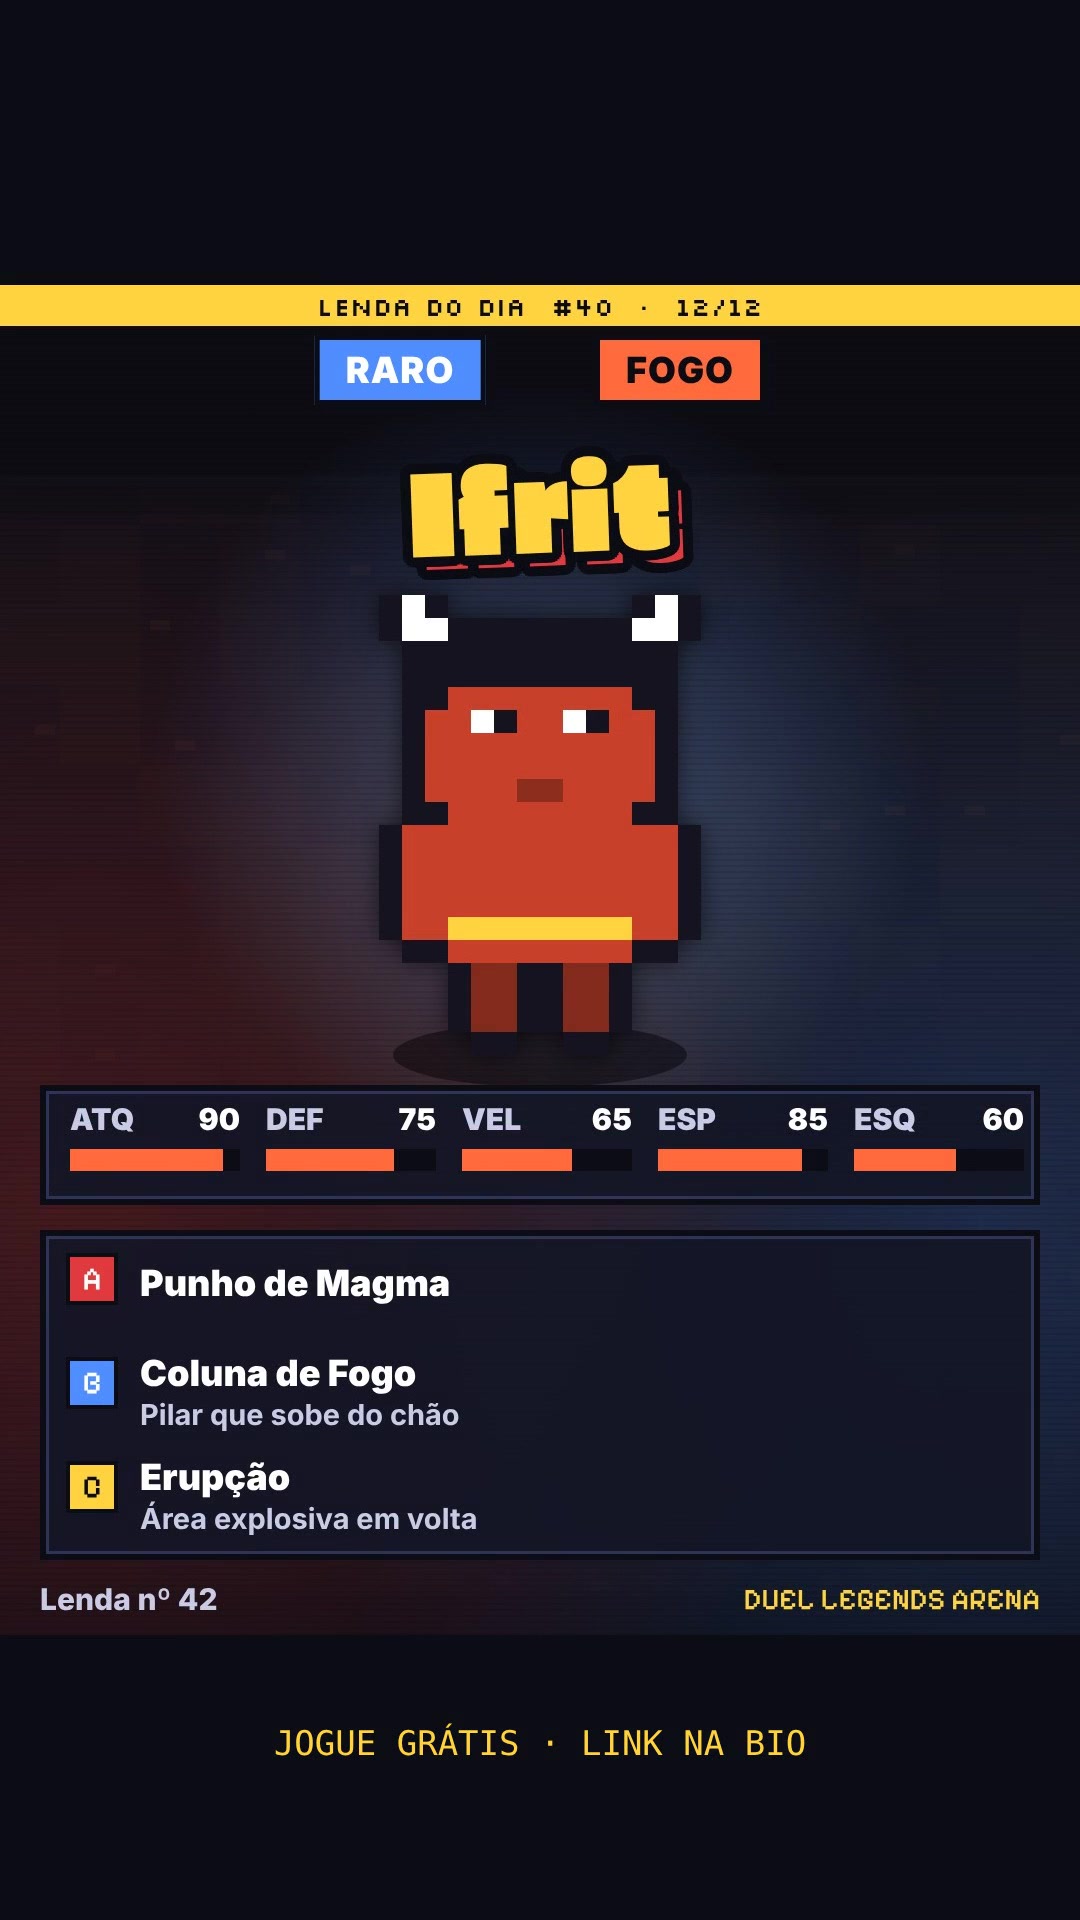 LENDA DO DIA #40 · 12/12
RARO FOGO
Ifrit
ATQ 90 DEF 75 VEL 65 ESP 85 ESQ 60
A Punho de Magma
B Coluna de Fogo
Pilar que sobe do chão
C Erupção
Área explosiva em volta
Lenda nº 42 DUEL LEGENDS ARENA
JOGUE GRÁTIS · LINK NA BIO